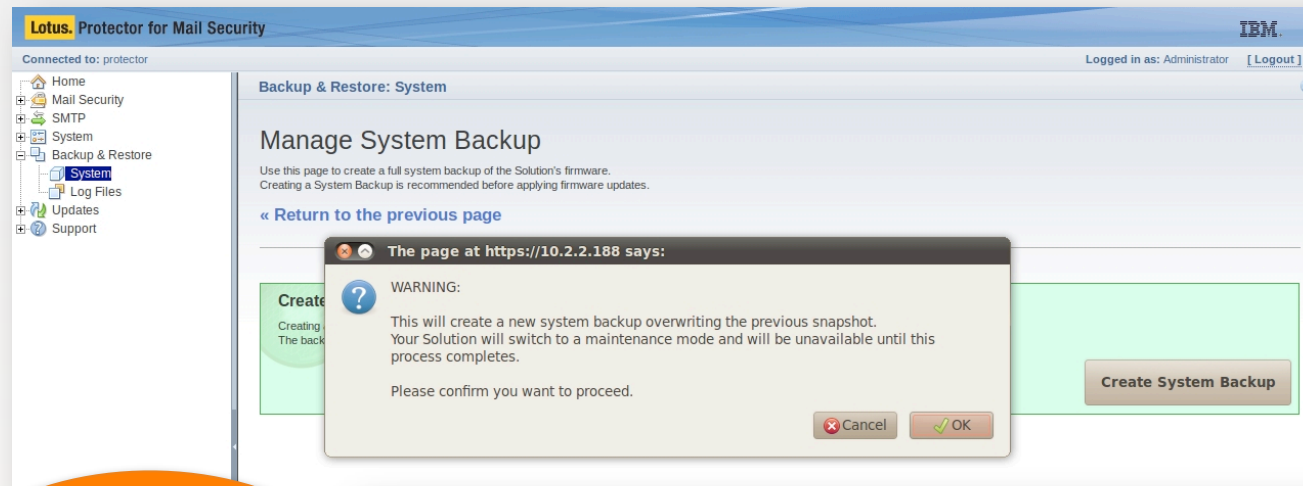 Lotus. Protector for Mail Security
IBM.
Connected to: protector
Logged in as: Administrator [ Logout ]
Home
Mail Security
SMTP
System
Backup & Restore
System
Log Files
Updates
Support
Backup & Restore: System
Manage System Backup
Use this page to create a full system backup of the Solution's firmware.
Creating a System Backup is recommended before applying firmware updates.
« Return to the previous page
The page at https://10.2.2.188 says:
WARNING:
This will create a new system backup overwriting the previous snapshot.
Your Solution will switch to a maintenance mode and will be unavailable until this
process completes.
Please confirm you want to proceed.
Cancel
OK
Create
Creating
The back
Create System Backup